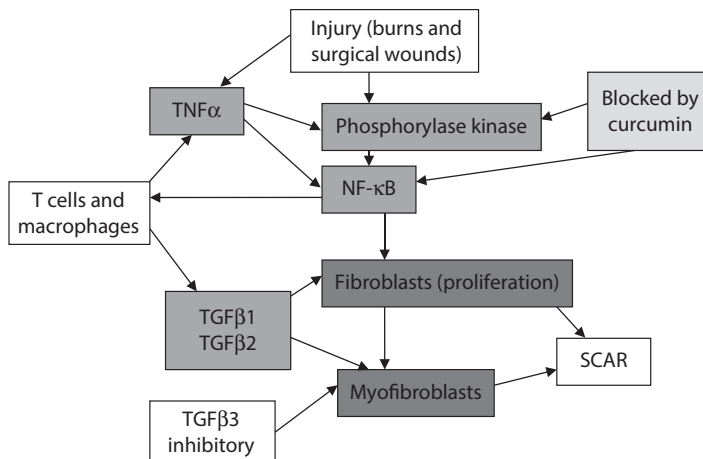 Injury (burns and
surgical wounds)
TNFα
Phosphorylase kinase
Blocked by
curcumin
NF-κB
T cells and
macrophages
Fibroblasts (proliferation)
TGFβ1
TGFβ2
SCAR
Myofibroblasts
TGFβ3
inhibitory